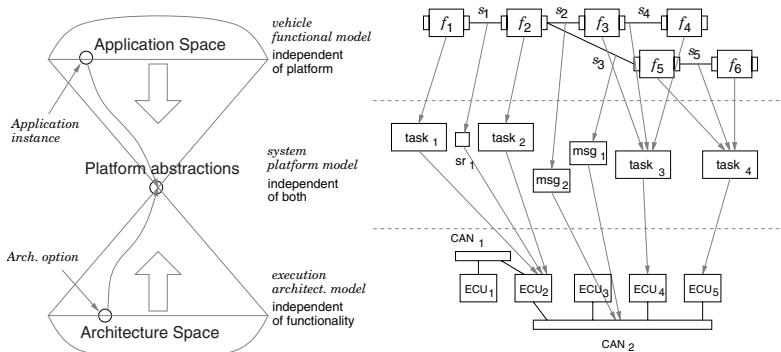 vehicle
functional model
Application Space
independent
of platform
Application
instance
system
platform model
Platform abstractions
independent
of both
Arch. option
execution
architect. model
independent
of functionality
Architecture Space
f1 s1 f2 s2 f3 s4 f4
s3 f5 s5 f6
task 1 sr 1 task 2 msg 2 msg 1 task 3 task 4
CAN 1
ECU1 ECU2 ECU3 ECU4 ECU5
CAN 2